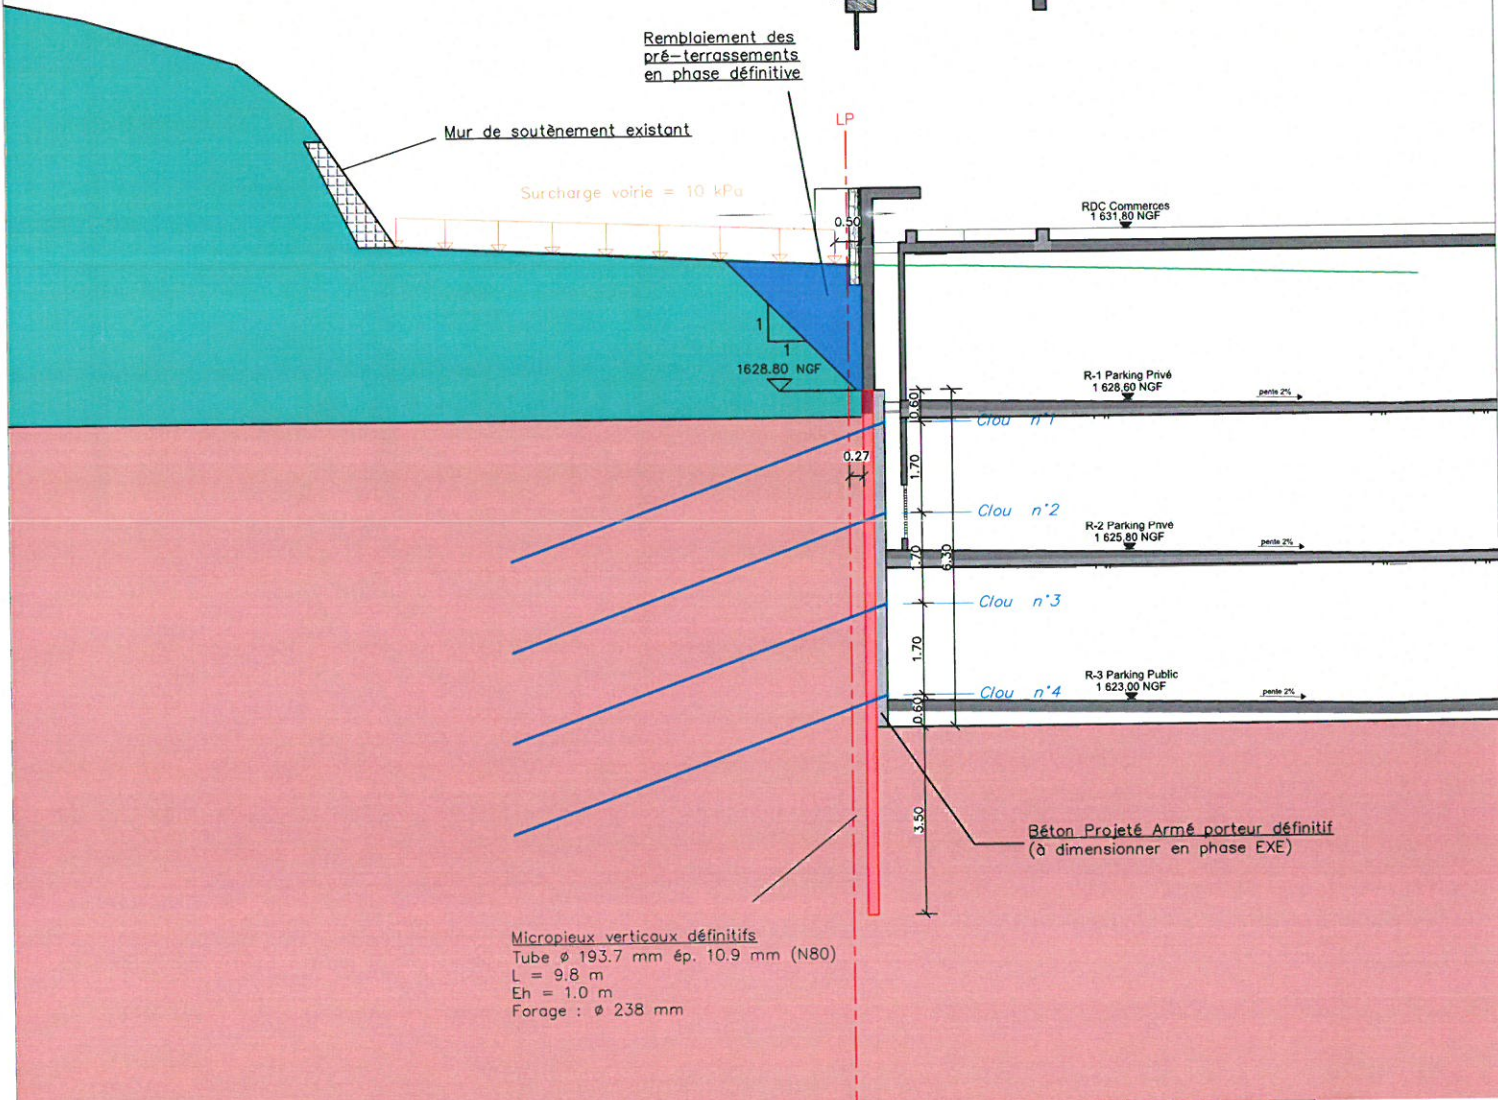 Remblaiement des
pré-terrassements
en phase définitive
Mur de soutènement existant
LP
Surcharge voirie = 10 kPa
0.50
RDC Commerces
1 631,80 NGF
1
1
1628.80 NGF
R-1 Parking Privé
1 628,60 NGF
pente 2%
0.60
Clou n°1
0.27
1.70
Clou n°2
R-2 Parking Privé
1 625,80 NGF
pente 2%
1.70
6.30
Clou n°3
1.70
R-3 Parking Public
1 623,00 NGF
pente 2%
Clou n°4
0.60
3.50
Béton Projeté Armé porteur définitif
(à dimensionner en phase EXE)
Micropieux verticaux définitifs
Tube ø 193.7 mm ép. 10.9 mm (N80)
L = 9.8 m
Eh = 1.0 m
Forage : ø 238 mm